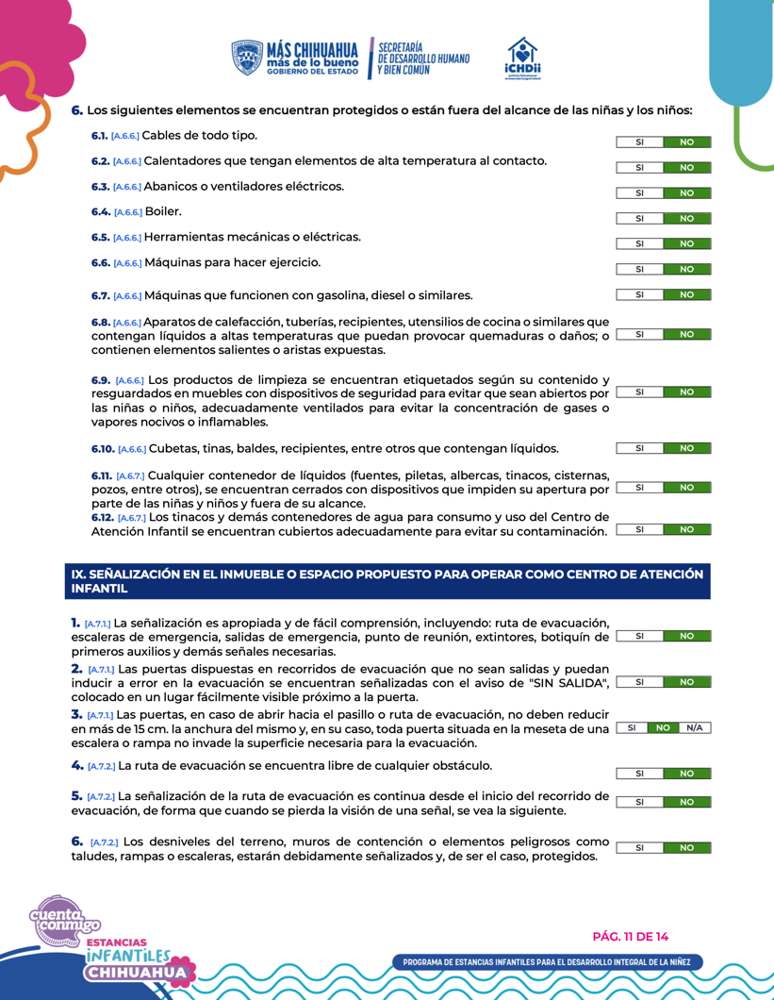 MÁS CHIHUAHUA
más de lo bueno
GOBIERNO DEL ESTADO
SECRETARÍA
DE DESARROLLO HUMANO
Y BIEN COMÚN
iCHDii
6. Los siguientes elementos se encuentran protegidos o están fuera del alcance de las niñas y los niños:
6.1. [A.6.6.] Cables de todo tipo.
SI NO
6.2. [A.6.6.] Calentadores que tengan elementos de alta temperatura al contacto.
SI NO
6.3. [A.6.6.] Abanicos o ventiladores eléctricos.
SI NO
6.4. [A.6.6.] Boiler.
SI NO
6.5. [A.6.6.] Herramientas mecánicas o eléctricas.
SI NO
6.6. [A.6.6.] Máquinas para hacer ejercicio.
SI NO
6.7. [A.6.6.] Máquinas que funcionen con gasolina, diesel o similares.
SI NO
6.8. [A.6.6.] Aparatos de calefacción, tuberías, recipientes, utensilios de cocina o similares que
contengan líquidos a altas temperaturas que puedan provocar quemaduras o daños; o
contienen elementos salientes o aristas expuestas.
SI NO
6.9. [A.6.6.] Los productos de limpieza se encuentran etiquetados según su contenido y
resguardados en muebles con dispositivos de seguridad para evitar que sean abiertos por
las niñas o niños, adecuadamente ventilados para evitar la concentración de gases o
vapores nocivos o inflamables.
SI NO
6.10. [A.6.6.] Cubetas, tinas, baldes, recipientes, entre otros que contengan líquidos.
SI NO
6.11. [A.6.7.] Cualquier contenedor de líquidos (fuentes, piletas, albercas, tinacos, cisternas,
pozos, entre otros), se encuentran cerrados con dispositivos que impiden su apertura por
parte de las niñas y niños y fuera de su alcance.
SI NO
6.12. [A.6.7.] Los tinacos y demás contenedores de agua para consumo y uso del Centro de
Atención Infantil se encuentran cubiertos adecuadamente para evitar su contaminación.
SI NO
IX. SEÑALIZACIÓN EN EL INMUEBLE O ESPACIO PROPUESTO PARA OPERAR COMO CENTRO DE ATENCIÓN
INFANTIL
1. [A.7.1.] La señalización es apropiada y de fácil comprensión, incluyendo: ruta de evacuación,
escaleras de emergencia, salidas de emergencia, punto de reunión, extintores, botiquín de
primeros auxilios y demás señales necesarias.
SI NO
2. [A.7.1.] Las puertas dispuestas en recorridos de evacuación que no sean salidas y puedan
inducir a error en la evacuación se encuentran señalizadas con el aviso de "SIN SALIDA",
colocado en un lugar fácilmente visible próximo a la puerta.
SI NO
3. [A.7.1.] Las puertas, en caso de abrir hacia el pasillo o ruta de evacuación, no deben reducir
en más de 15 cm. la anchura del mismo y, en su caso, toda puerta situada en la meseta de una
escalera o rampa no invade la superficie necesaria para la evacuación.
SI NO N/A
4. [A.7.2.] La ruta de evacuación se encuentra libre de cualquier obstáculo.
SI NO
5. [A.7.2.] La señalización de la ruta de evacuación es continua desde el inicio del recorrido de
evacuación, de forma que cuando se pierda la visión de una señal, se vea la siguiente.
SI NO
6. [A.7.2.] Los desniveles del terreno, muros de contención o elementos peligrosos como
taludes, rampas o escaleras, estarán debidamente señalizados y, de ser el caso, protegidos.
SI NO
cuenta
conmigo
ESTANCIAS
iNFANTiLES
CHIHUAHUA
PÁG. 11 DE 14
PROGRAMA DE ESTANCIAS INFANTILES PARA EL DESARROLLO INTEGRAL DE LA NIÑEZ